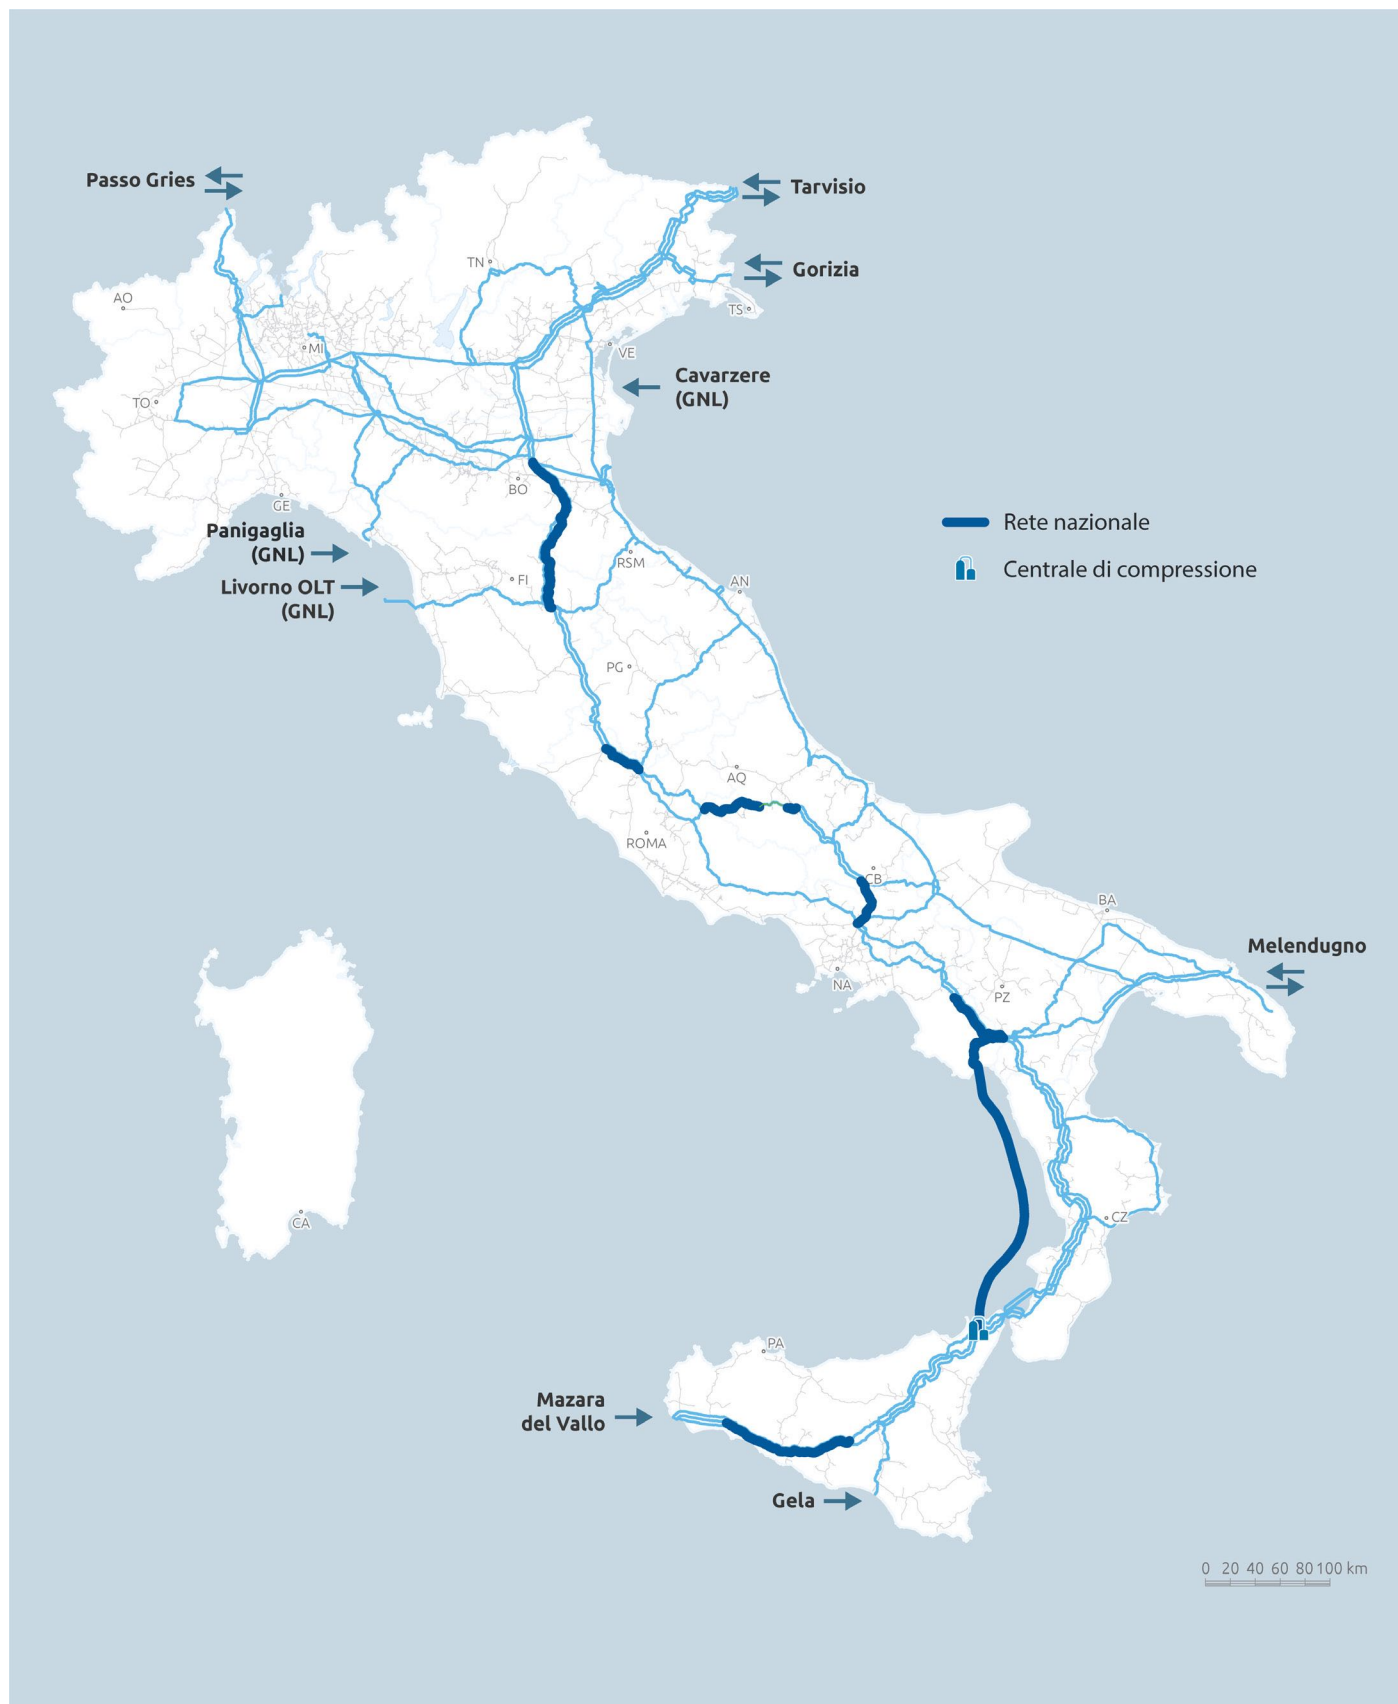 Passo Gries
Tarvisio
TN
Gorizia
AO
TS
MI
VE
Cavarzere
(GNL)
TO
BO
GE
Panigaglia
(GNL)
Rete nazionale
RSM
Centrale di compressione
FI
AN
Livorno OLT
(GNL)
PG
AQ
ROMA
CB
BA
Melendugno
NA
PZ
CA
CZ
PA
Mazara
del Vallo
Gela
0 20 40 60 80 100 km